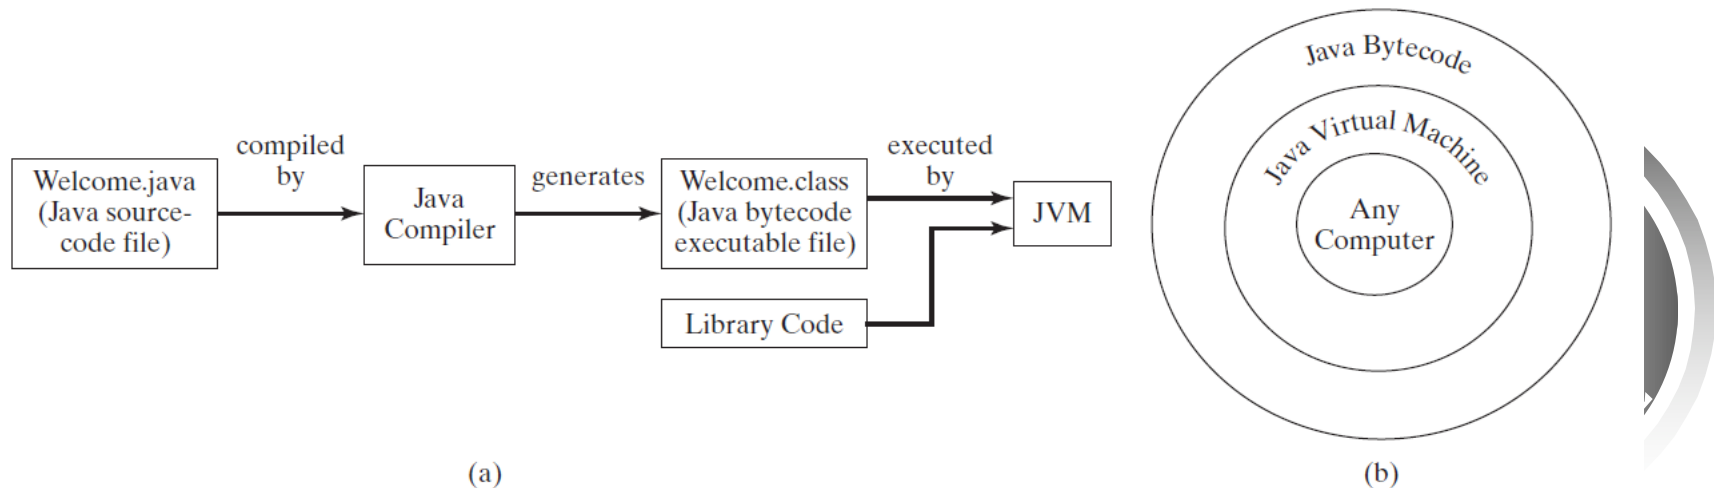 compiled
by
executed
by
Welcome.java
(Java source-
code file)
Java
Compiler
generates
Welcome.class
(Java bytecode
executable file)
JVM
Library Code
(a)
Java Bytecode
Java Virtual Machine
Any
Computer
(b)